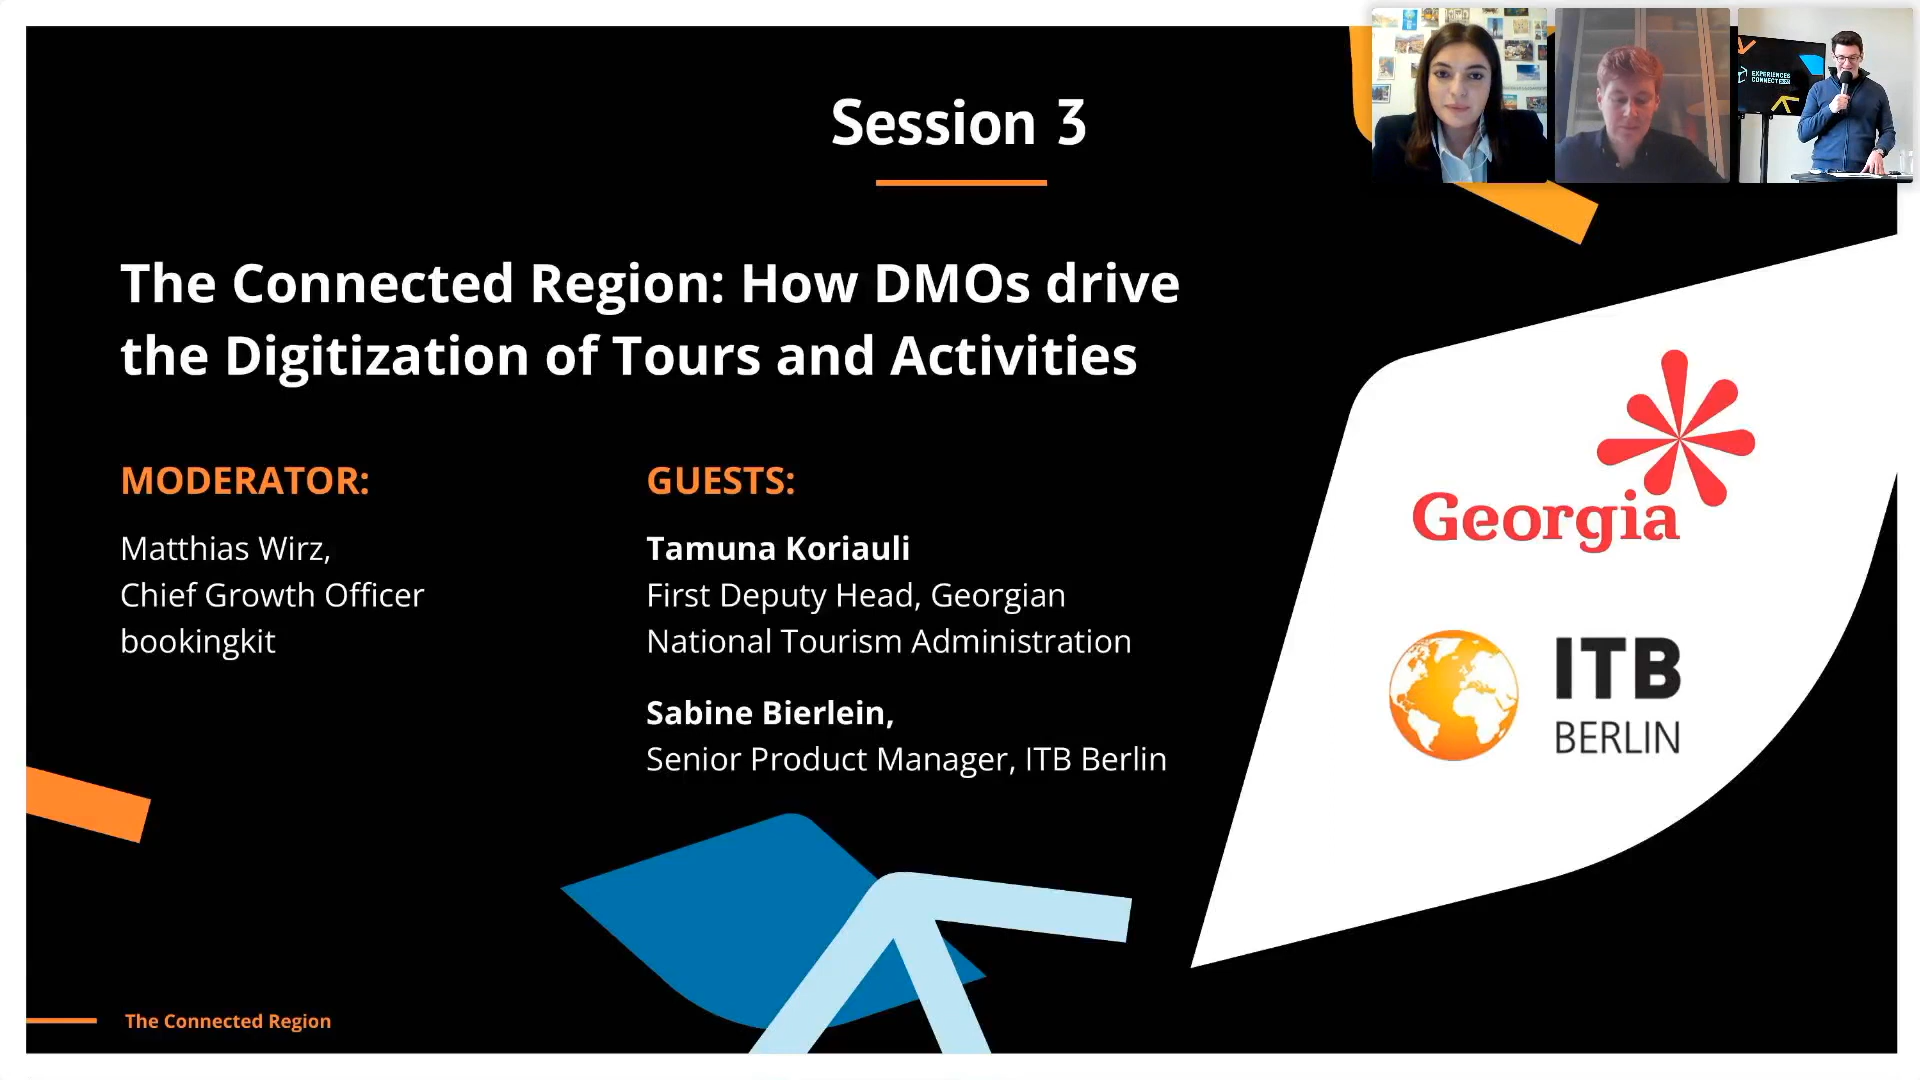 Session 3
The Connected Region: How DMOs drive
the Digitization of Tours and Activities
MODERATOR:
Matthias Wirz,
Chief Growth Officer
bookingkit
GUESTS:
Tamuna Koriauli
First Deputy Head, Georgian
National Tourism Administration
Sabine Bierlein,
Senior Product Manager, ITB Berlin
Georgia
ITB
BERLIN
EXPERIENCES
CONNECT
The Connected Region